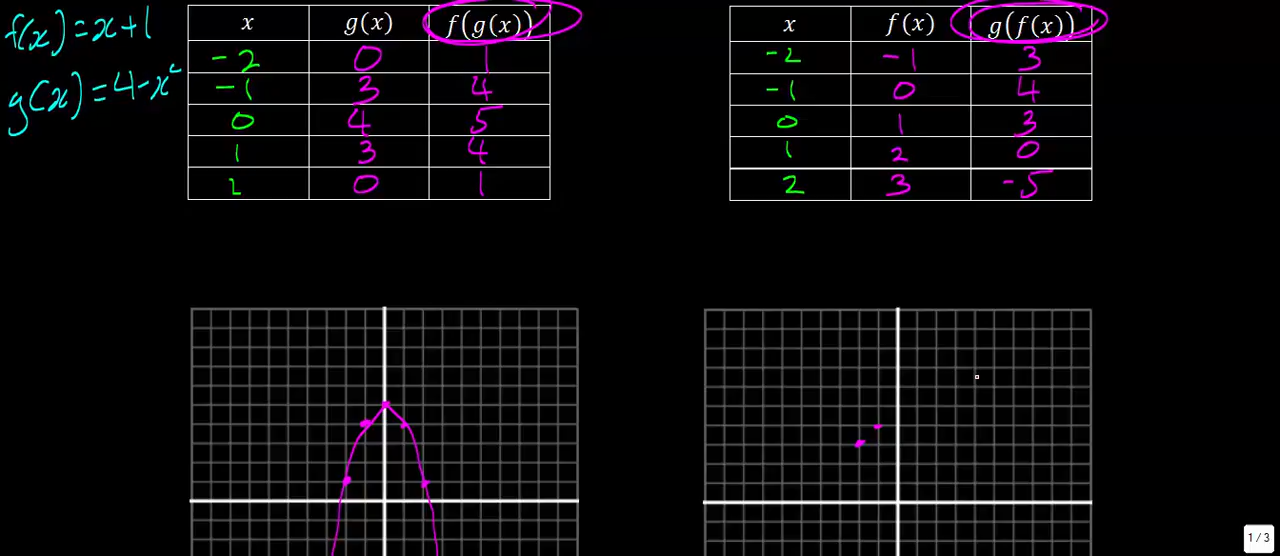 f(x)=x+1
g(x)=4-x²
x g(x) f(g(x))
-2 0 1
-1 3 4
0 4 5
1 3 4
2 0 1
x f(x) g(f(x))
-2 -1 3
-1 0 4
0 1 3
1 2 0
2 3 -5
1 / 3